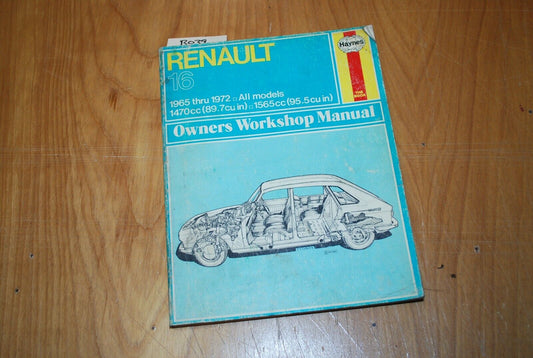 R039
RENAULT
16
1965 thru 1972 □ All models
1470cc (89.7cu in) □ 1565cc (95.5cu in)
Haynes
Owners Workshop Manual